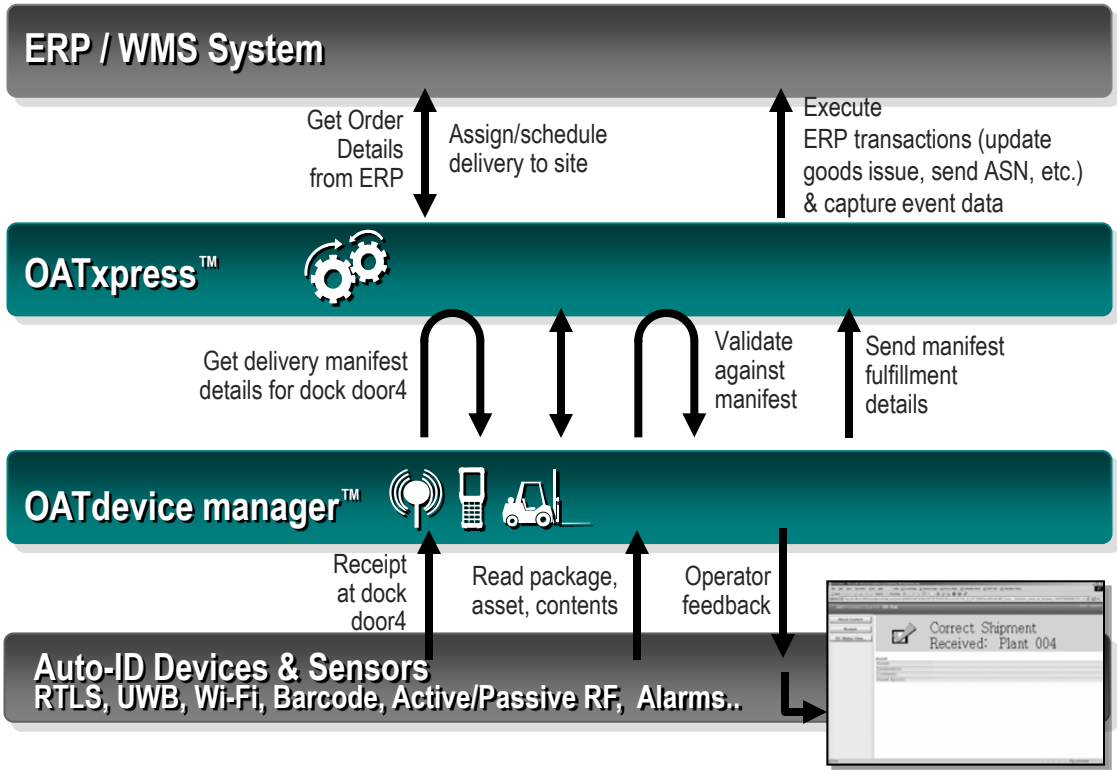 ERP / WMS System
Get Order
Details
from ERP
Assign/schedule
delivery to site
Execute
ERP transactions (update
goods issue, send ASN, etc.)
& capture event data
OATxpress™
Get delivery manifest
details for dock door4
Validate
against
manifest
Send manifest
fulfillment
details
OATdevice manager™
Receipt
at dock
door4
Read package,
asset, contents
Operator
feedback
Correct Shipment
Received: Plant 004
Auto-ID Devices & Sensors
RTLS, UWB, Wi-Fi, Barcode, Active/Passive RF, Alarms..